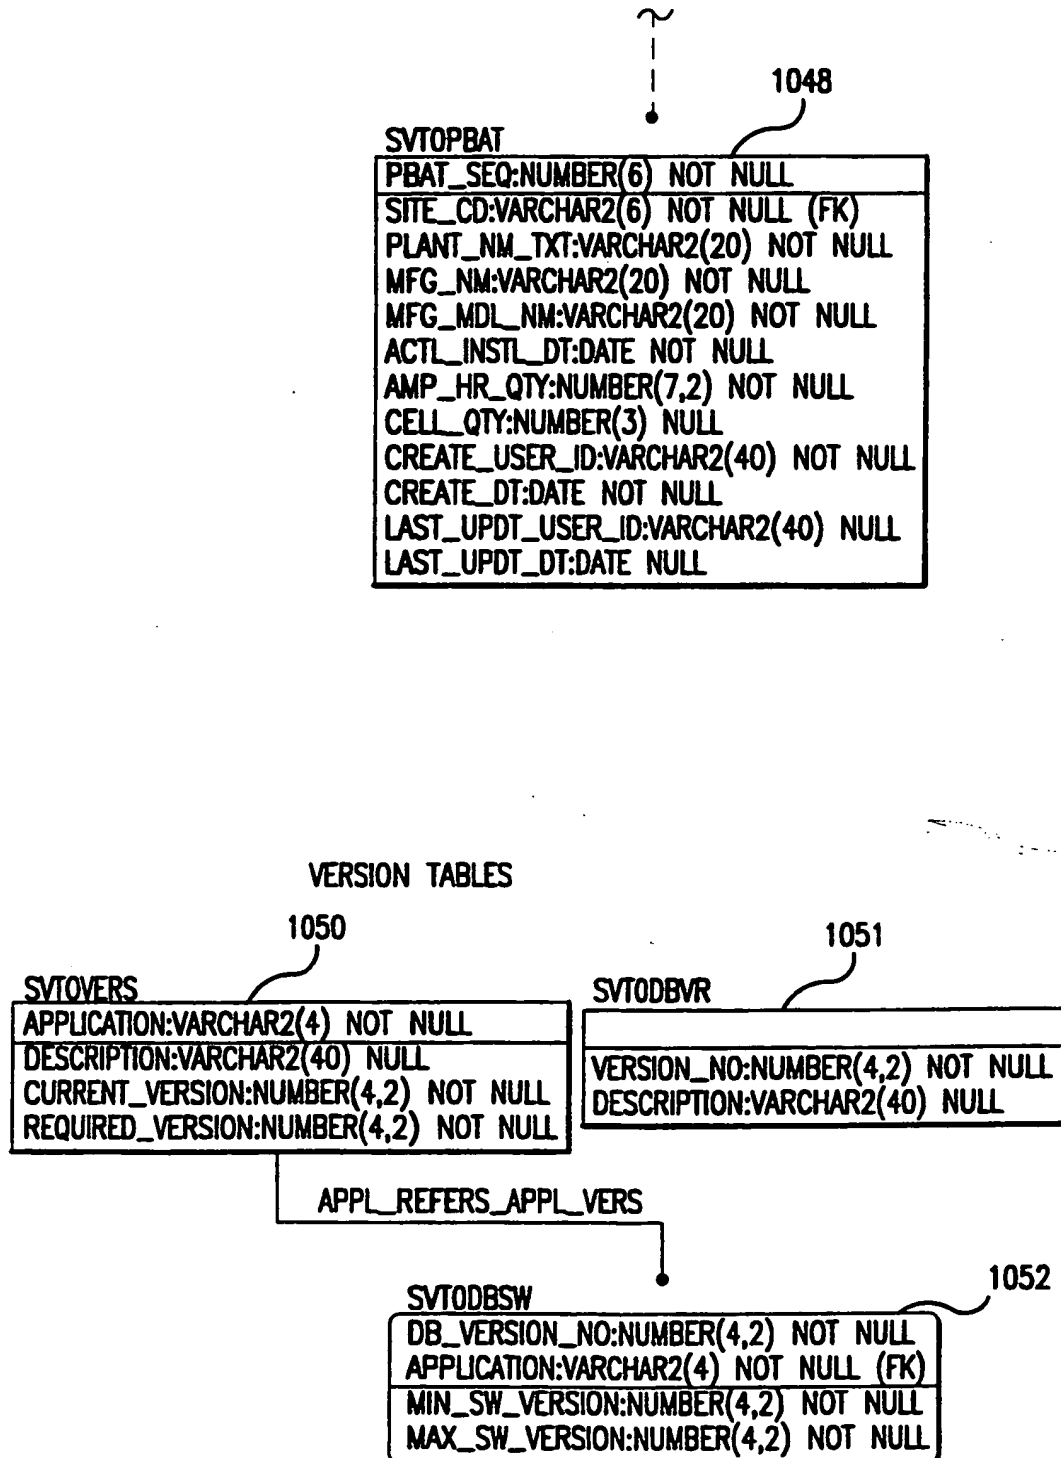 1048
SVTOPBAT
PBAT_SEQ:NUMBER(6) NOT NULL
SITE_CD:VARCHAR2(6) NOT NULL (FK)
PLANT_NM_TXT:VARCHAR2(20) NOT NULL
MFG_NM:VARCHAR2(20) NOT NULL
MFG_MDL_NM:VARCHAR2(20) NOT NULL
ACTL_INSTL_DT:DATE NOT NULL
AMP_HR_QTY:NUMBER(7,2) NOT NULL
CELL_QTY:NUMBER(3) NULL
CREATE_USER_ID:VARCHAR2(40) NOT NULL
CREATE_DT:DATE NOT NULL
LAST_UPDT_USER_ID:VARCHAR2(40) NULL
LAST_UPDT_DT:DATE NULL
VERSION TABLES
1050
SVTOVERS
APPLICATION:VARCHAR2(4) NOT NULL
DESCRIPTION:VARCHAR2(40) NULL
CURRENT_VERSION:NUMBER(4,2) NOT NULL
REQUIRED_VERSION:NUMBER(4,2) NOT NULL
1051
SVTODBVR
VERSION_NO:NUMBER(4,2) NOT NULL
DESCRIPTION:VARCHAR2(40) NULL
APPL_REFERS_APPL_VERS
1052
SVTODBSW
DB_VERSION_NO:NUMBER(4,2) NOT NULL
APPLICATION:VARCHAR2(4) NOT NULL (FK)
MIN_SW_VERSION:NUMBER(4,2) NOT NULL
MAX_SW_VERSION:NUMBER(4,2) NOT NULL